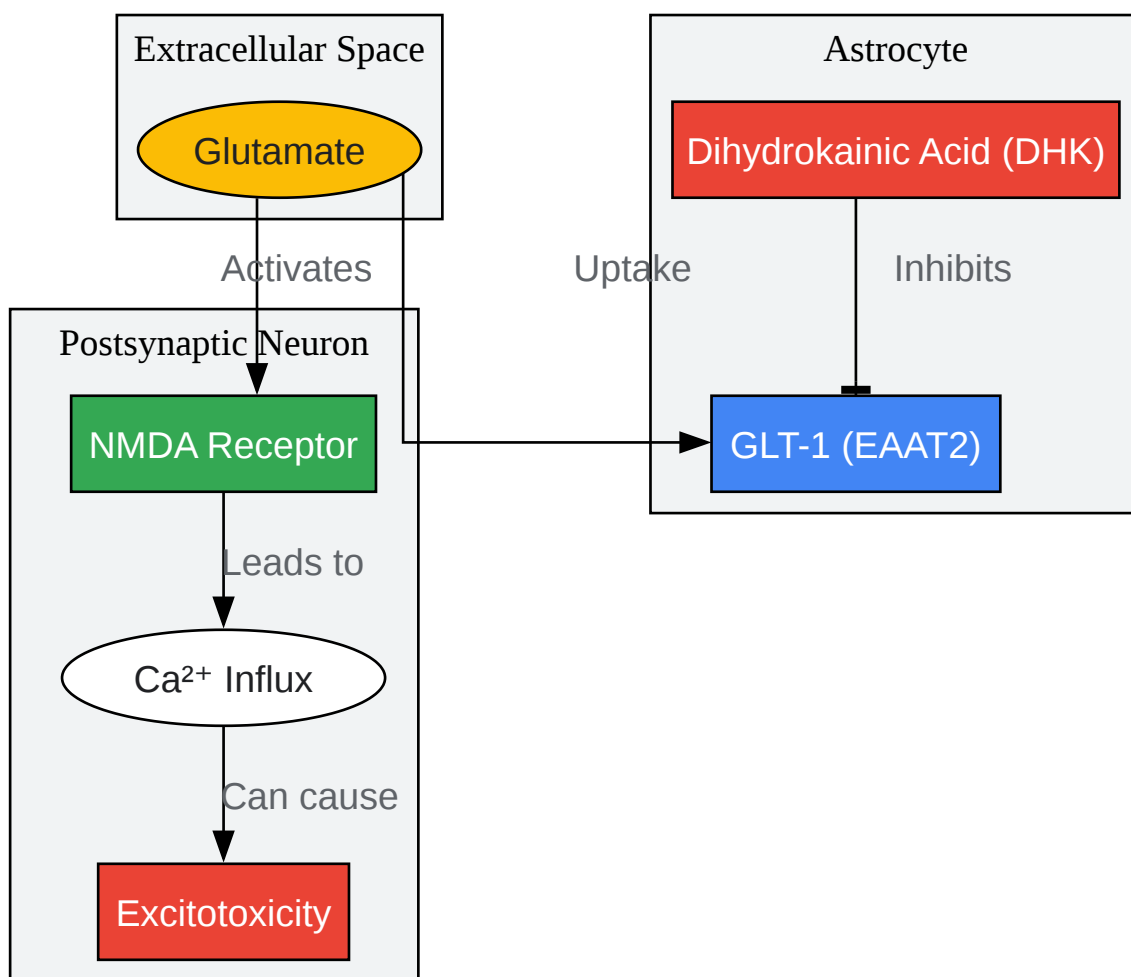 Extracellular Space
Astrocyte
Glutamate
Dihydrokainic Acid (DHK)
Activates
Uptake
Inhibits
Postsynaptic Neuron
NMDA Receptor
GLT-1 (EAAT2)
Leads to
Ca²⁺ Influx
Can cause
Excitotoxicity